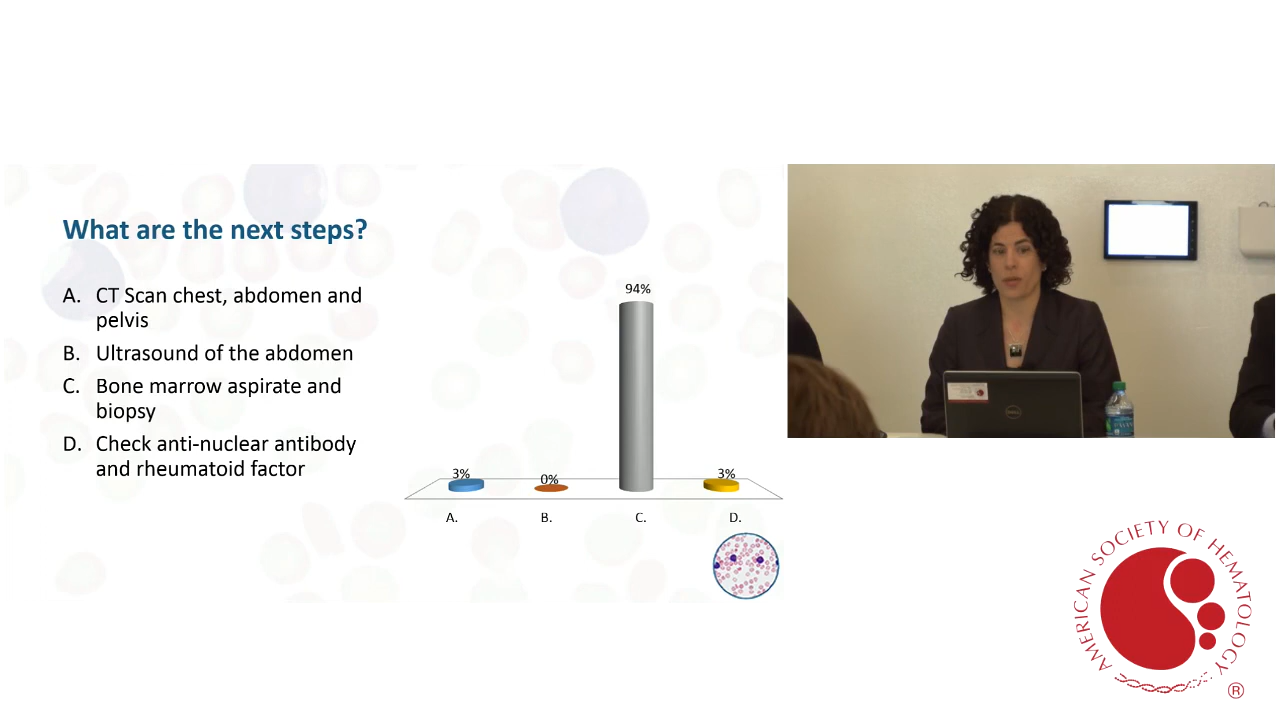 What are the next steps?
A. CT Scan chest, abdomen and
pelvis
B. Ultrasound of the abdomen
C. Bone marrow aspirate and
biopsy
D. Check anti-nuclear antibody
and rheumatoid factor
94%
3%
0%
3%
A.
B.
C.
D.
DELL
AMERICAN SOCIETY OF HEMATOLOGY
®